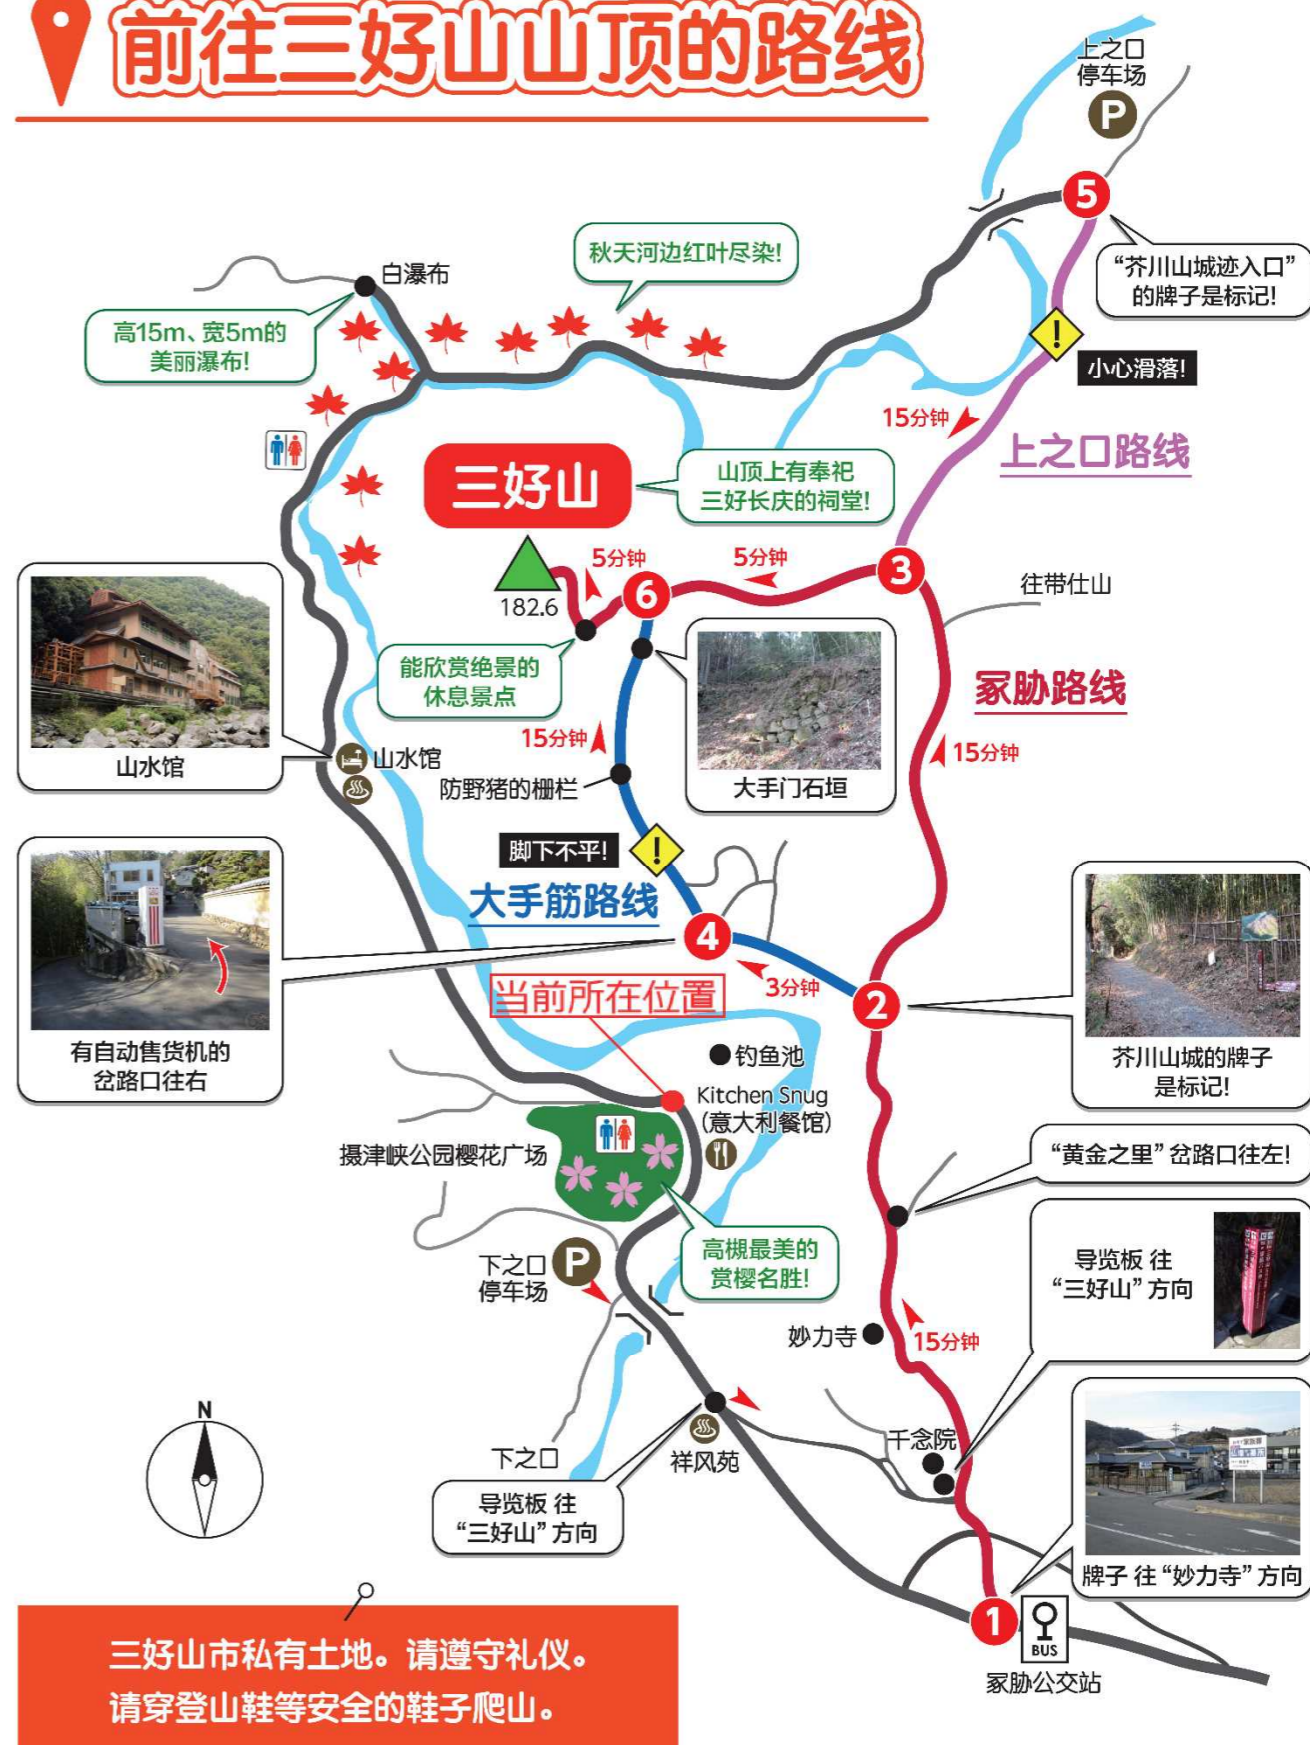 前往三好山山顶的路线
上之口
停车场
P
5
“芥川山城迹入口”
的牌子是标记!
秋天河边红叶尽染!
白瀑布
高15m、宽5m的
美丽瀑布!
!
小心滑落!
15分钟
上之口路线
三好山
山顶上有奉祀
三好长庆的祠堂!
182.6
5分钟
6
5分钟
3
往带仕山
能欣赏绝景的
休息景点
冢胁路线
15分钟
山水馆
山水馆
15分钟
防野猪的栅栏
大手门石垣
脚下不平!
!
大手筋路线
4
3分钟
2
有自动售货机的
岔路口往右
芥川山城的牌子
是标记!
当前所在位置
钓鱼池
Kitchen Snug
(意大利餐馆)
摄津峡公园樱花广场
“黄金之里” 岔路口往左!
高槻最美的
赏樱名胜!
下之口
停车场
P
导览板 往
“三好山” 方向
妙力寺
15分钟
N
下之口
祥风苑
千念院
导览板 往
“三好山” 方向
牌子 往 “妙力寺” 方向
1
BUS
冢胁公交站
三好山市私有土地。请遵守礼仪。
请穿登山鞋等安全的鞋子爬山。